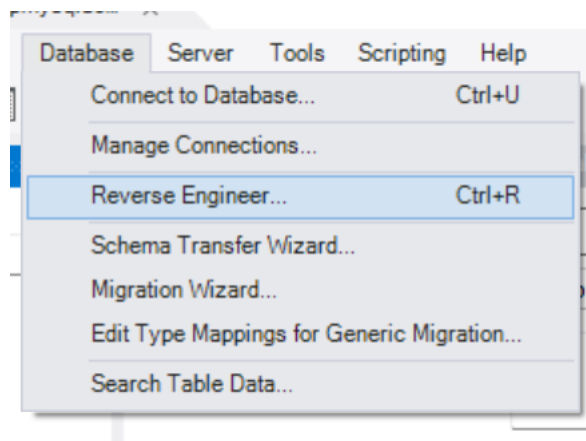 Database Server Tools Scripting Help
Connect to Database... Ctrl+U
Manage Connections...
Reverse Engineer... Ctrl+R
Schema Transfer Wizard...
Migration Wizard...
Edit Type Mappings for Generic Migration...
Search Table Data...